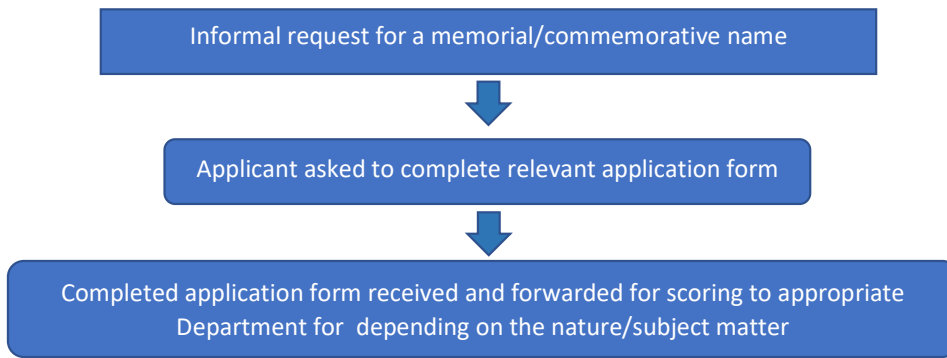 Informal request for a memorial/commemorative name
Applicant asked to complete relevant application form
Completed application form received and forwarded for scoring to appropriate
Department for depending on the nature/subject matter